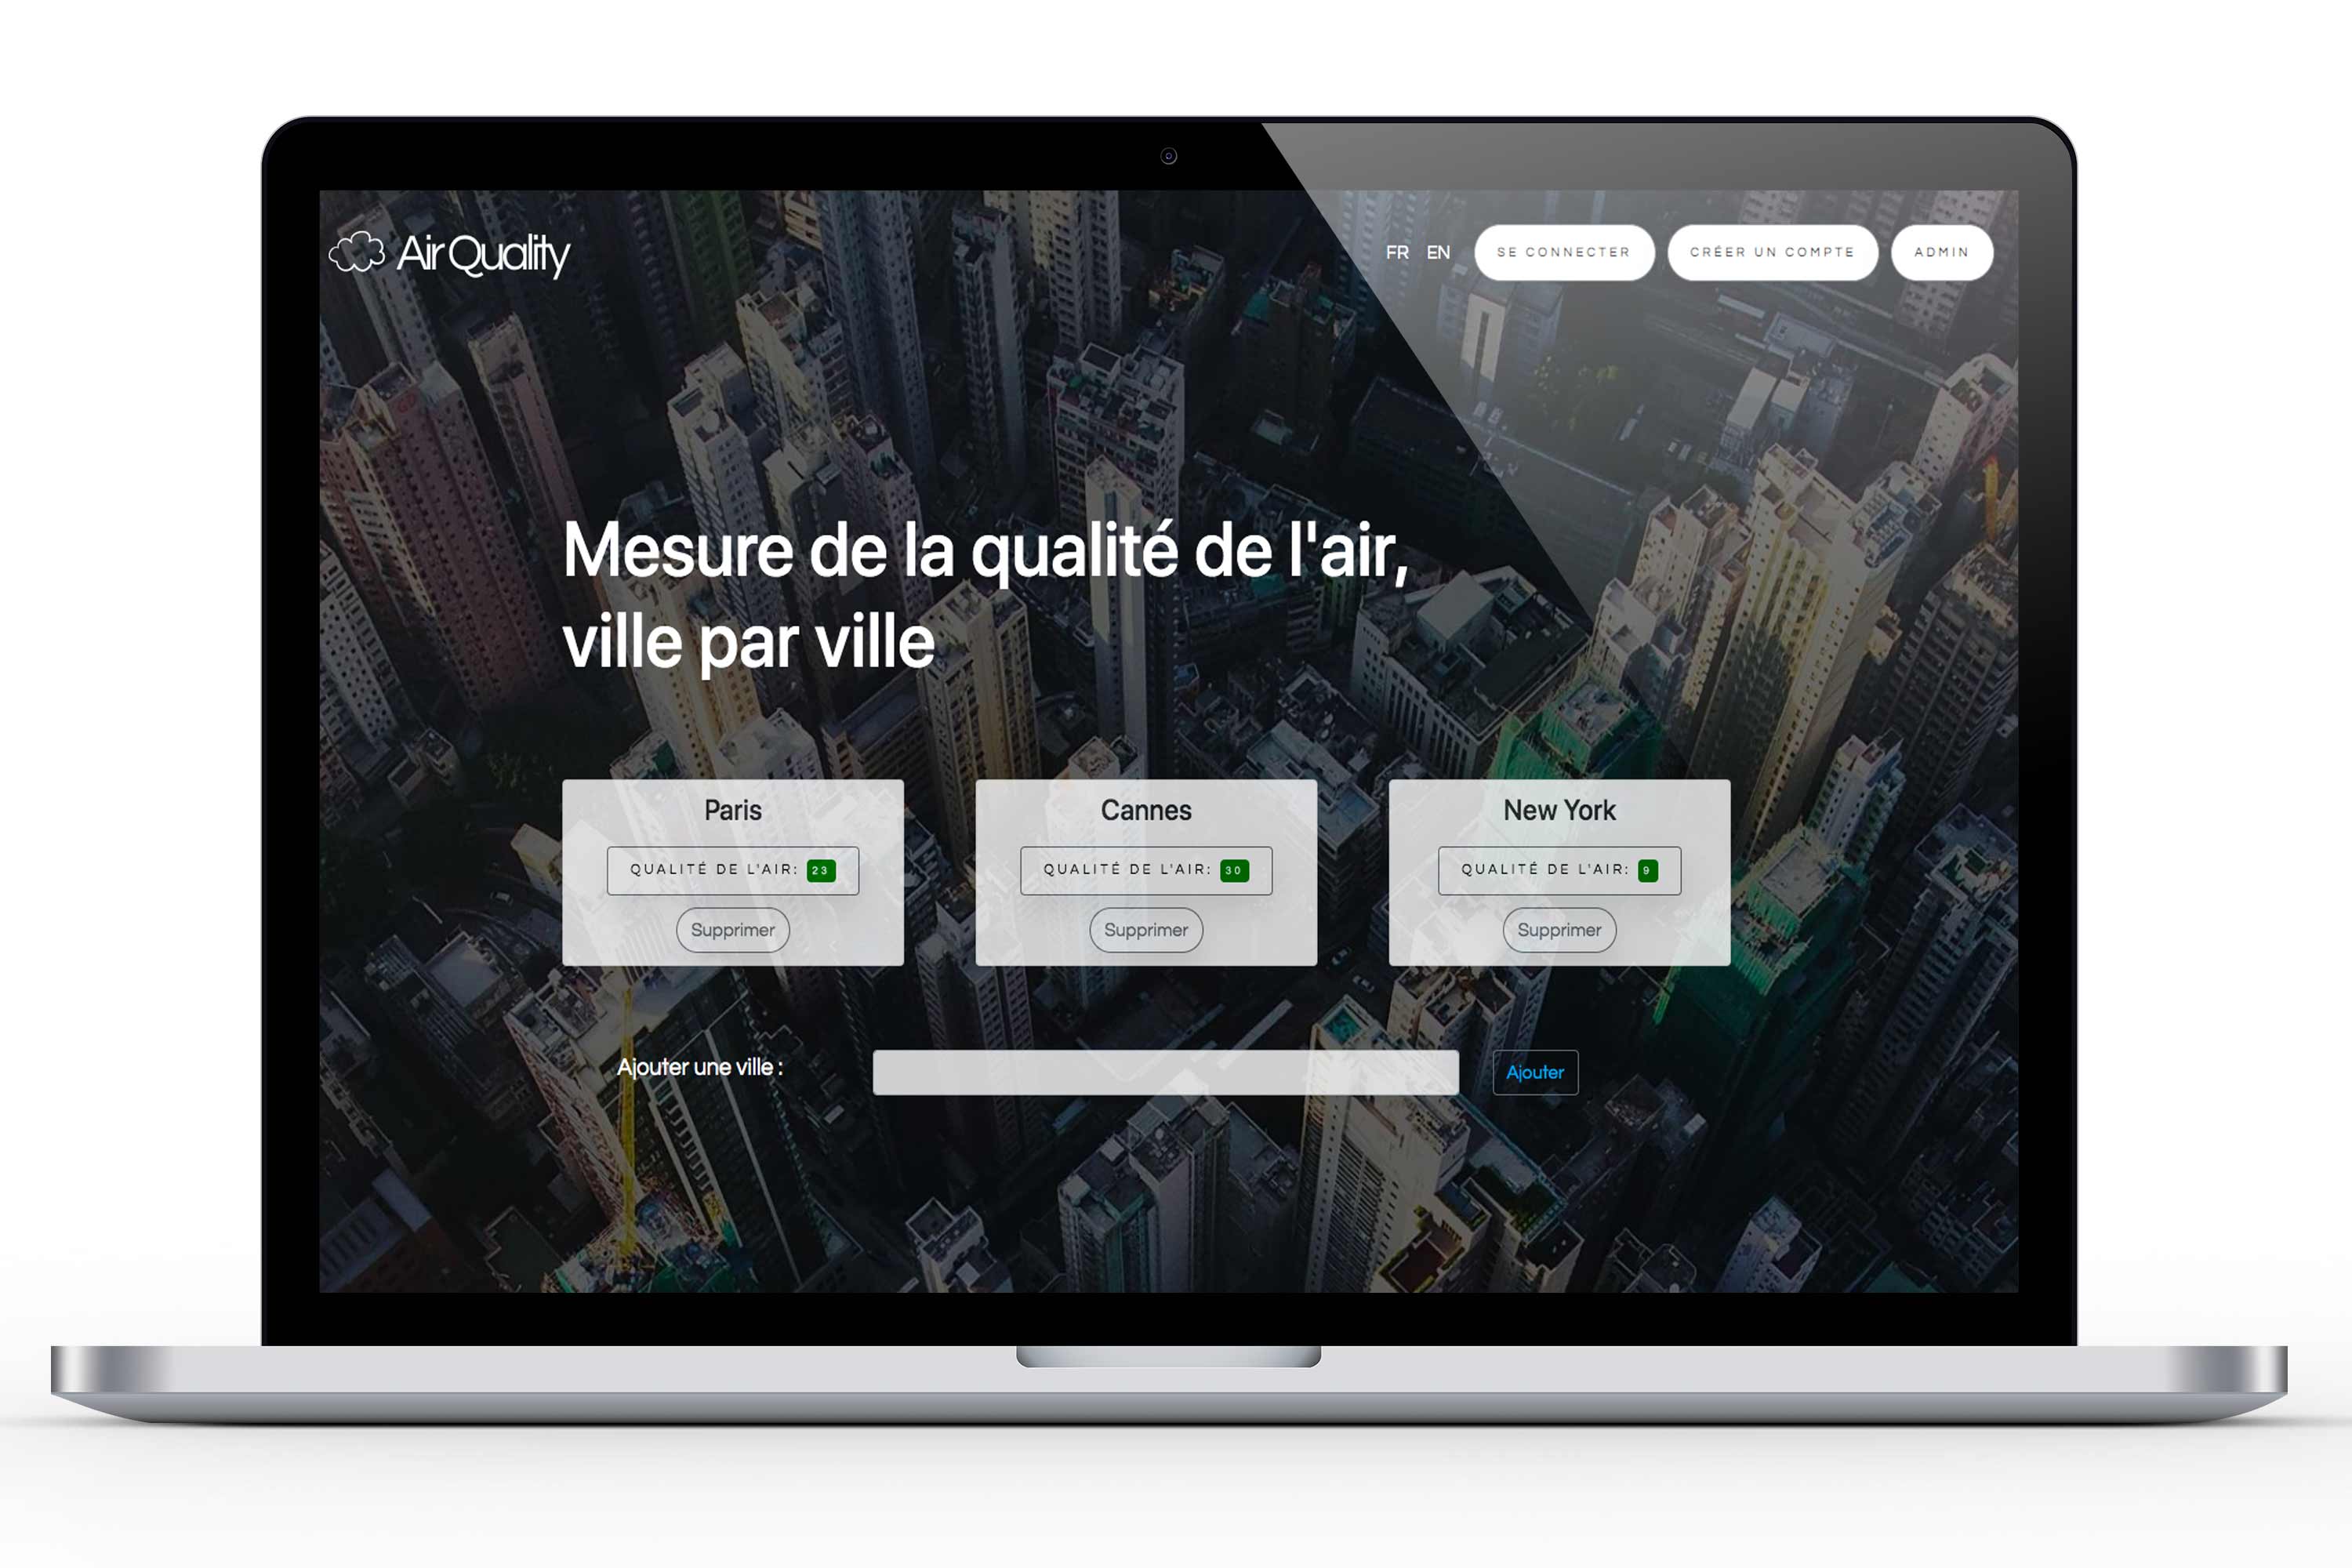 Air Quality
FR EN SE CONNECTER CRÉER UN COMPTE ADMIN
Mesure de la qualité de l'air,
ville par ville
Paris
QUALITÉ DE L'AIR: 23
Supprimer
Cannes
QUALITÉ DE L'AIR: 30
Supprimer
New York
QUALITÉ DE L'AIR: 9
Supprimer
Ajouter une ville :
Ajouter